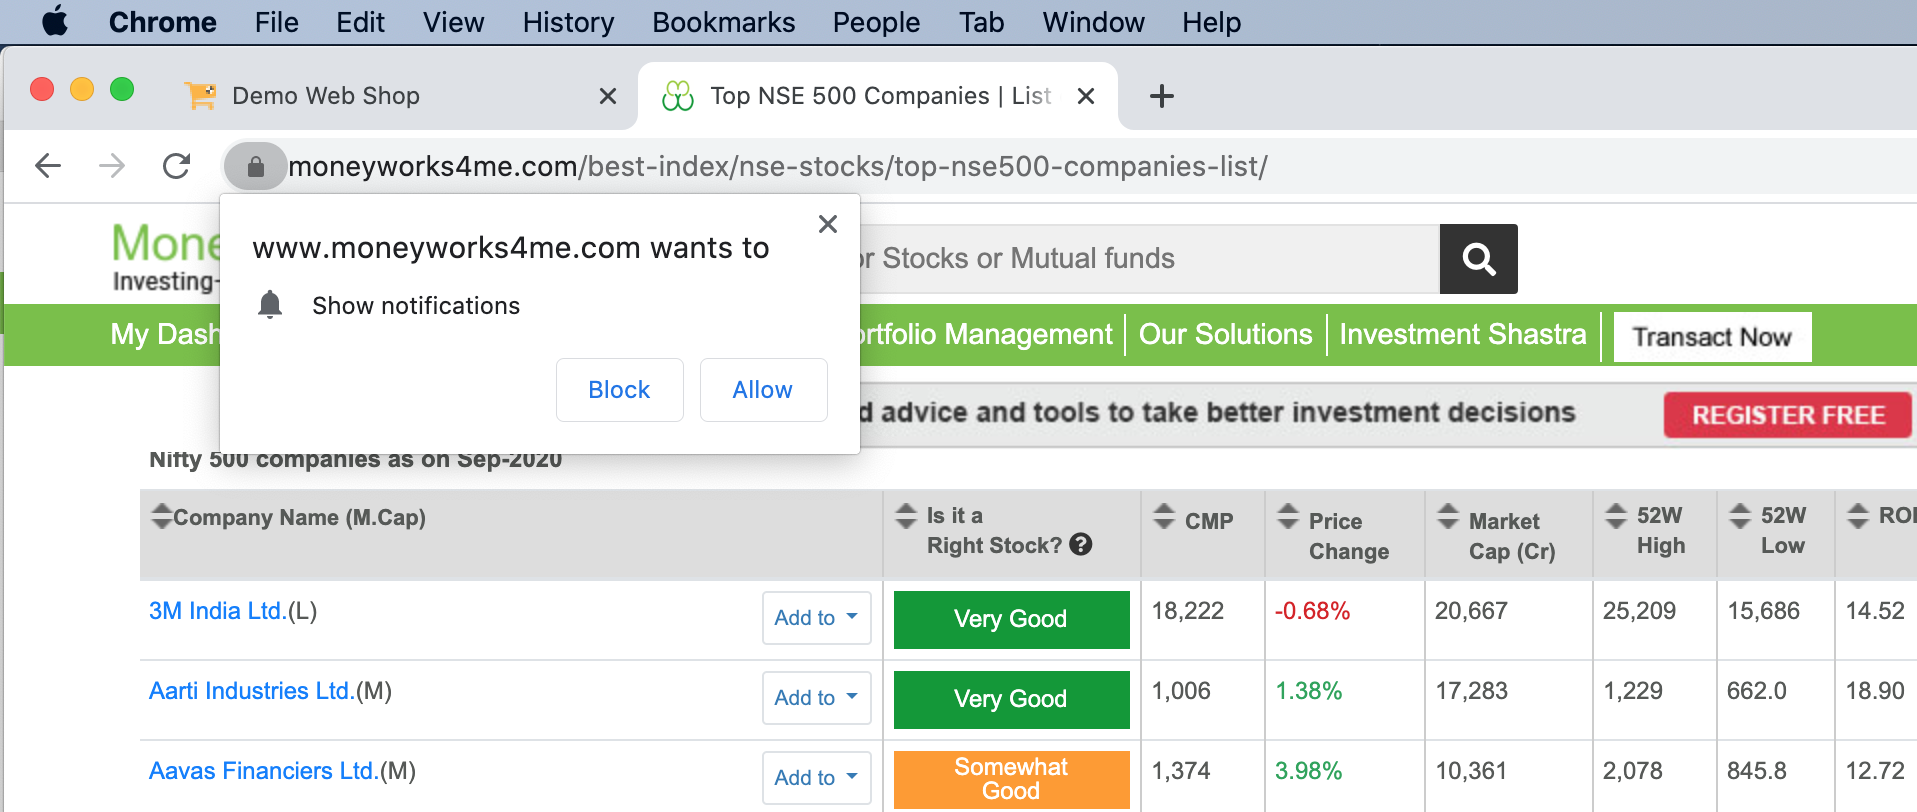 Chrome File Edit View History Bookmarks People Tab Window Help
Demo Web Shop
Top NSE 500 Companies | List
moneyworks4me.com/best-index/nse-stocks/top-nse500-companies-list/
www.moneyworks4me.com wants to
Show notifications
Block Allow
Mone
Investing-
or Stocks or Mutual funds
My Dash
ortfolio Management Our Solutions Investment Shastra Transact Now
d advice and tools to take better investment decisions REGISTER FREE
Nifty 500 companies as on Sep-2020
Company Name (M.Cap) Is it a Right Stock? ? CMP Price Change Market Cap (Cr) 52W High 52W Low
3M India Ltd.(L) Add to Very Good 18,222 -0.68% 20,667 25,209 15,686 14.52
Aarti Industries Ltd.(M) Add to Very Good 1,006 1.38% 17,283 1,229 662.0 18.90
Aavas Financiers Ltd.(M) Add to Somewhat Good 1,374 3.98% 10,361 2,078 845.8 12.72